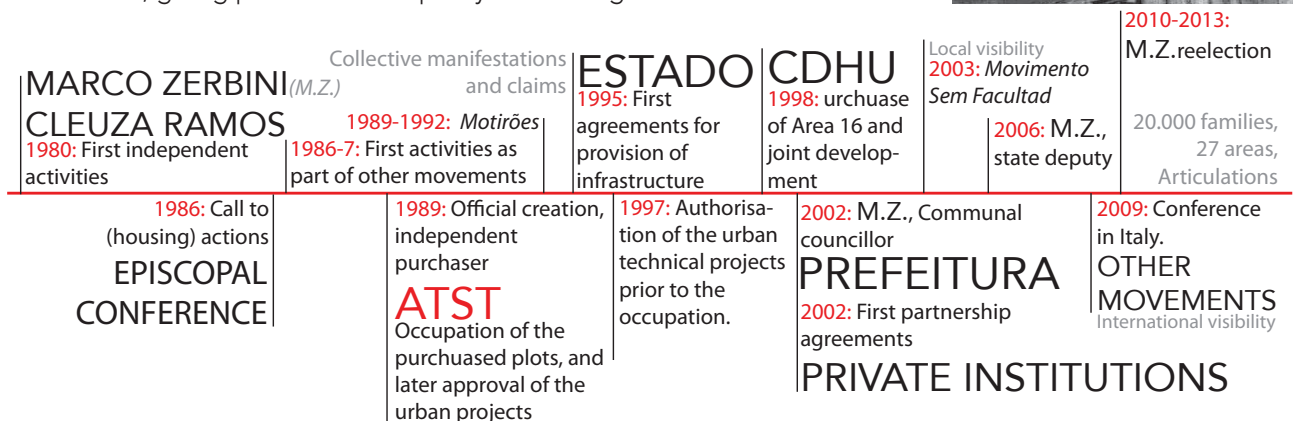 MARCO ZERBINI(M.Z.)
CLEUZA RAMOS
1980: First independent
activities
Collective manifestations
and claims
1989-1992: Motirões
1986-7: First activities as
part of other movements
ESTADO
1995: First
agreements for
provision of
infrastructure
CDHU
1998: urchuase
of Area 16 and
joint develop-
ment
Local visibility
2003: Movimento
Sem Facultad
2006: M.Z.,
state deputy
2010-2013:
M.Z.reelection
20.000 families,
27 areas,
Articulations
1986: Call to
(housing) actions
EPISCOPAL
CONFERENCE
1989: Official creation,
independent
purchaser
ATST
Occupation of the
purchuased plots, and
later approval of the
urban projects
1997: Authorisa-
tion of the urban
technical projects
prior to the
occupation.
2002: M.Z., Communal
councillor
PREFEITURA
2002: First partnership
agreements
PRIVATE INSTITUTIONS
2009: Conference
in Italy.
OTHER
MOVEMENTS
International visibility